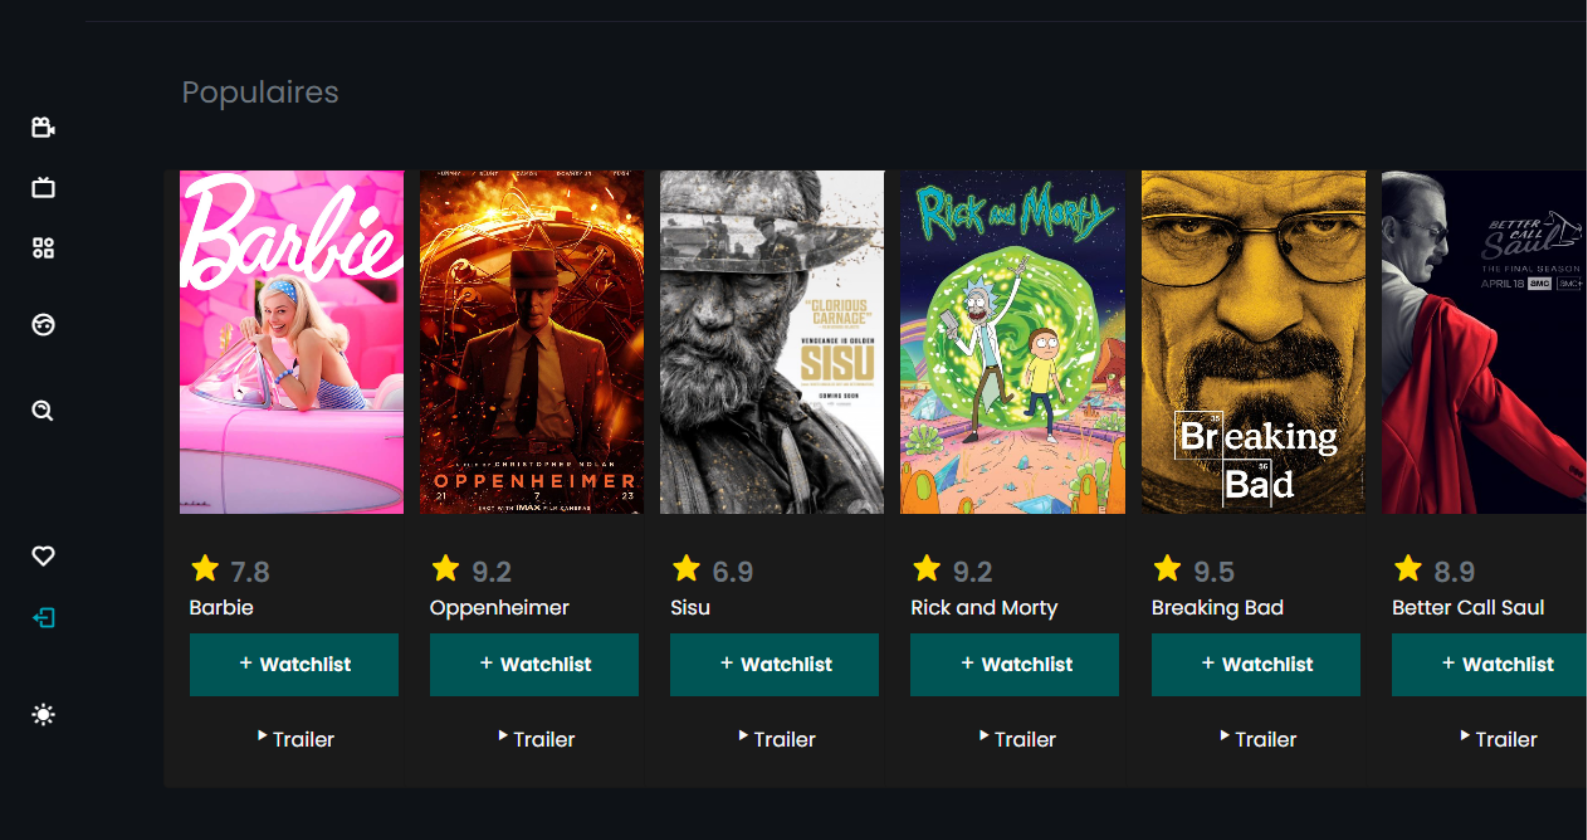 Populaires
Barbie
OPPENHEIMER
21 7 23
"GLORIOUS
CARNAGE"
VENGEANCE IS GOLDEN
SISU
COMING SOON
Rick and Morty
35
Breaking
56
Bad
BETTER
CALL
Saul
THE FINAL SEASON
APRIL 18 amc amc+
A FILM BY CHRISTOPHER NOLAN
SHOT WITH IMAX FILM CAMERAS
7.8
Barbie
+ Watchlist
Trailer
9.2
Oppenheimer
+ Watchlist
Trailer
6.9
Sisu
+ Watchlist
Trailer
9.2
Rick and Morty
+ Watchlist
Trailer
9.5
Breaking Bad
+ Watchlist
Trailer
8.9
Better Call Saul
+ Watchlist
Trailer